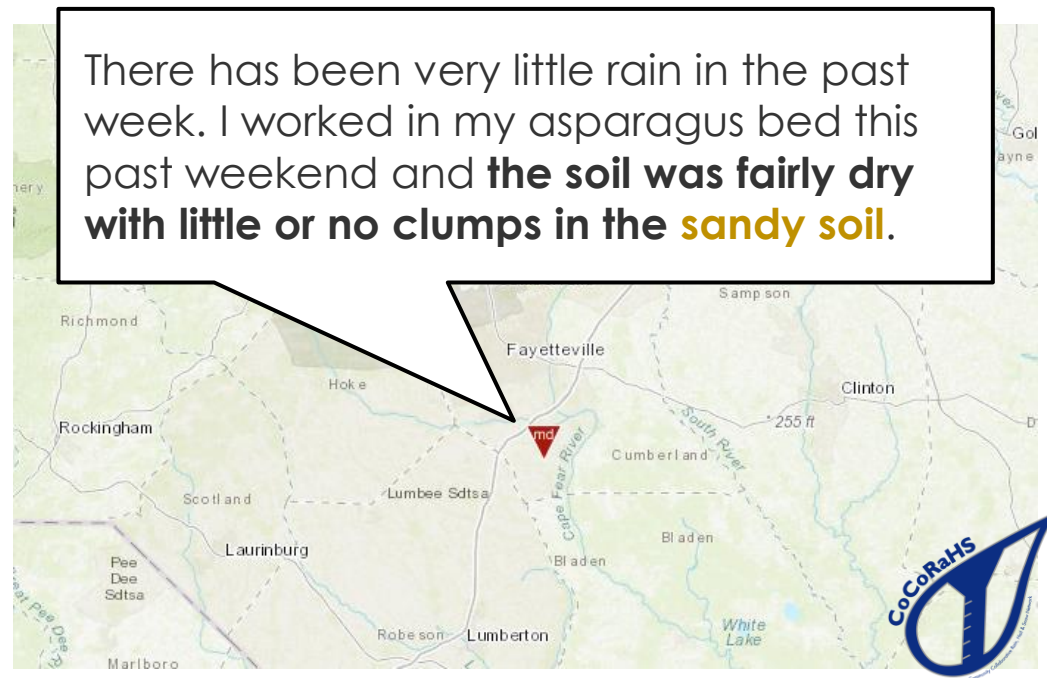 There has been very little rain in the past
week. I worked in my asparagus bed this
past weekend and the soil was fairly dry
with little or no clumps in the sandy soil.
Sampson
Richmond
Fayetteville
Hoke
Clinton
Rockingham
255 ft
South River
md
Cumberland
Cape Fear River
Scotland
Lumbee Sdtsa
Bladen
Laurinburg
Bladen
Pee
Dee
Sdtsa
CoCoRaHS
White
Lake
Robeson
Lumberton
Marlboro